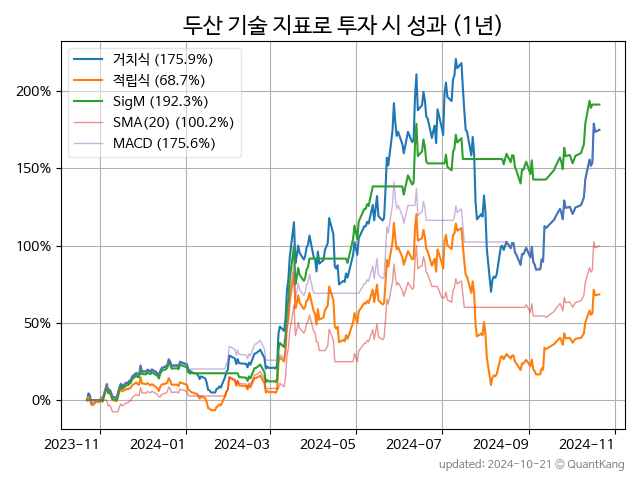 두산 기술 지표로 투자 시 성과 (1년)
거치식 (175.9%)
적립식 (68.7%)
SigM (192.3%)
SMA(20) (100.2%)
MACD (175.6%)
200%
150%
100%
50%
0%
2023-11 2024-01 2024-03 2024-05 2024-07 2024-09 2024-11
updated: 2024-10-21 © QuantKang